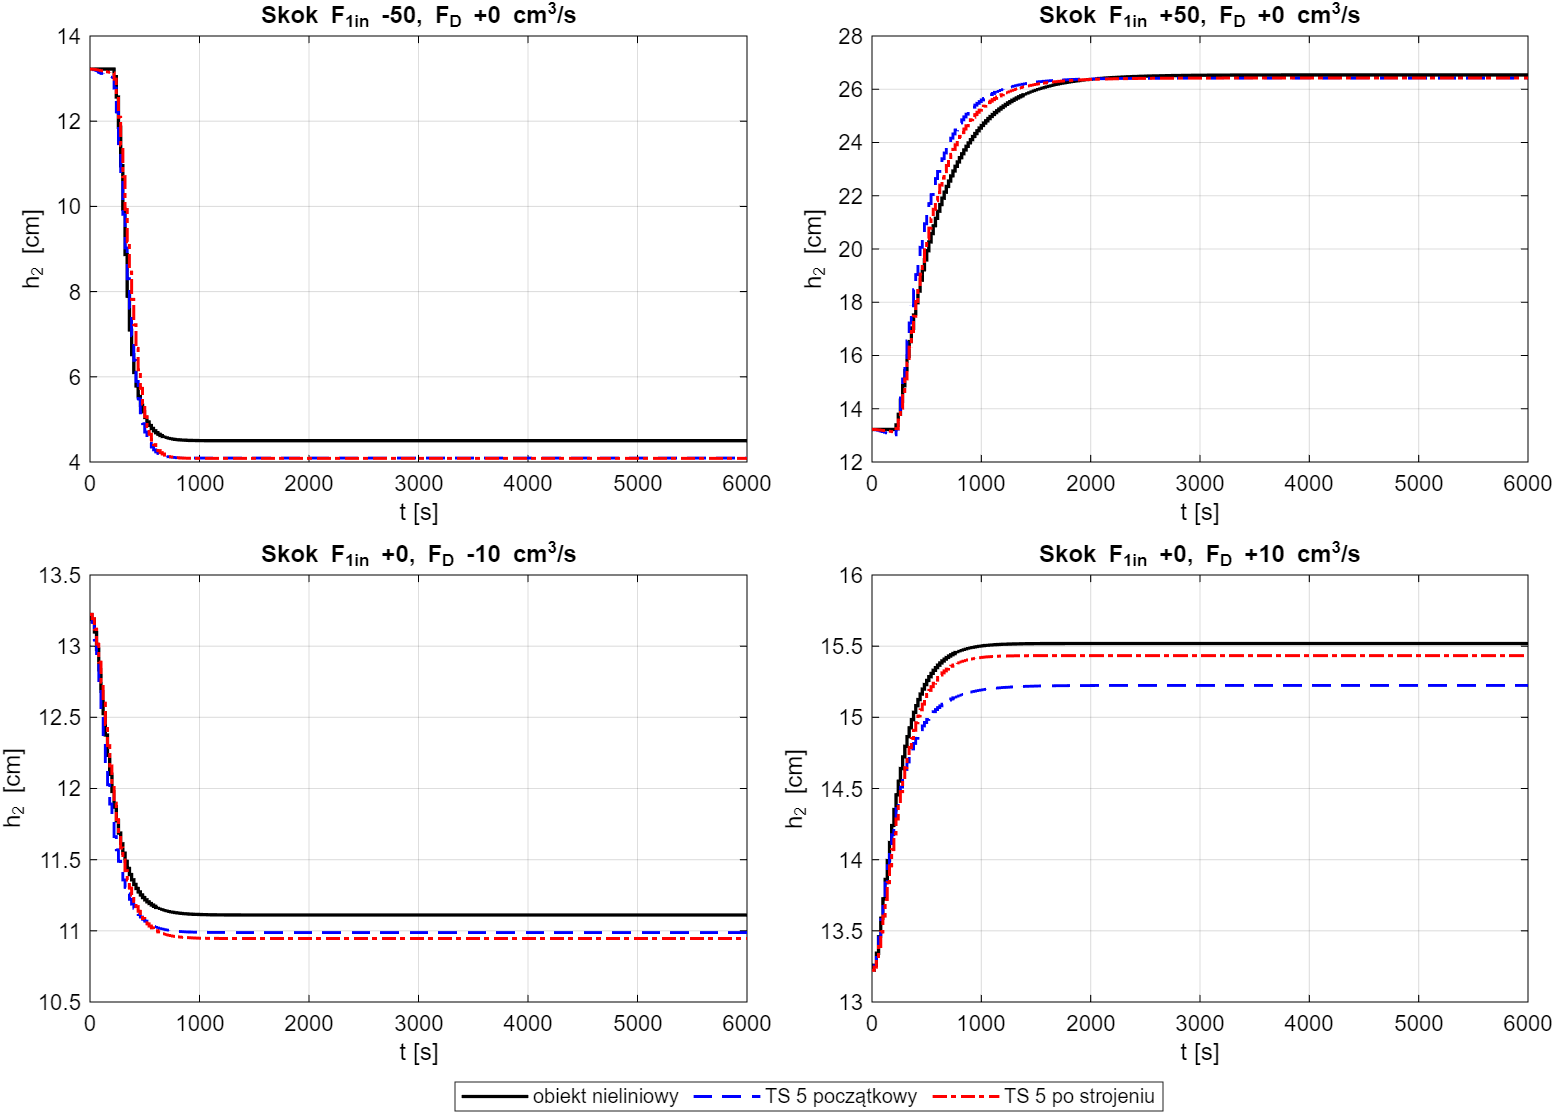 Skok F1in -50, FD +0 cm3/s
14
12
10
8
6
4
h2 [cm]
0 1000 2000 3000 4000 5000 6000
t [s]
Skok F1in +50, FD +0 cm3/s
28
26
24
22
20
18
16
14
12
h2 [cm]
0 1000 2000 3000 4000 5000 6000
t [s]
Skok F1in +0, FD -10 cm3/s
13.5
13
12.5
12
11.5
11
10.5
h2 [cm]
0 1000 2000 3000 4000 5000 6000
t [s]
Skok F1in +0, FD +10 cm3/s
16
15.5
15
14.5
14
13.5
13
h2 [cm]
0 1000 2000 3000 4000 5000 6000
t [s]
obiekt nieliniowy TS 5 początkowy TS 5 po strojeniu